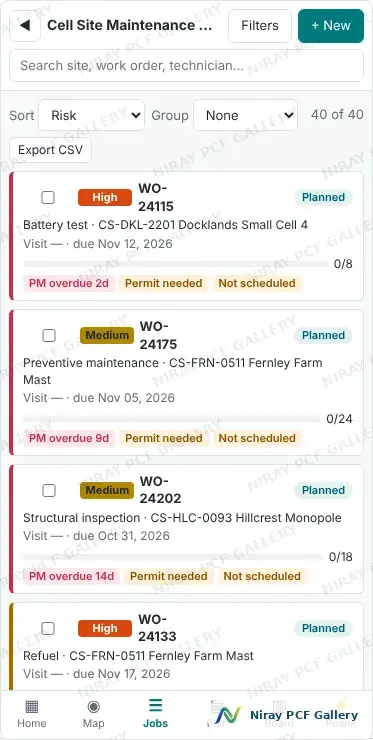 ◀ Cell Site Maintenance ... Filters + New
Search site, work order, technician...
Sort Risk Group None 40 of 40
Export CSV
High WO-24115 Planned
Battery test · CS-DKL-2201 Docklands Small Cell 4
Visit — · due Nov 12, 2026
0/8
PM overdue 2d Permit needed Not scheduled
Medium WO-24175 Planned
Preventive maintenance · CS-FRN-0511 Fernley Farm
Mast
Visit — · due Nov 05, 2026
0/24
PM overdue 9d Permit needed Not scheduled
Medium WO-24202 Planned
Structural inspection · CS-HLC-0093 Hillcrest Monopole
Visit — · due Oct 31, 2026
0/18
PM overdue 14d Permit needed Not scheduled
High WO-24133 Planned
Refuel · CS-FRN-0511 Fernley Farm Mast
Visit — · due Nov 17, 2026
Home Map Jobs Board Power
Niray PCF Gallery
NIRAY PCF GALLERY